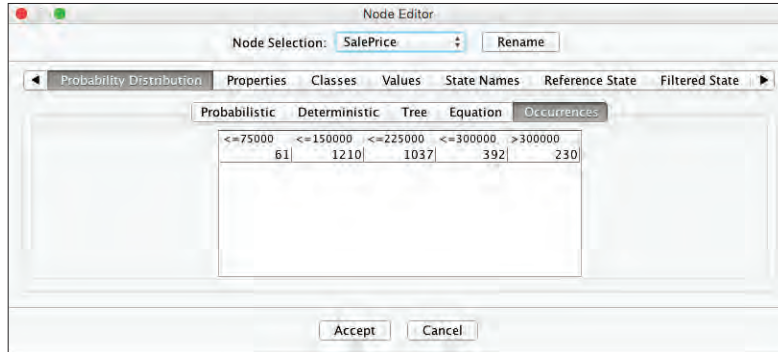 Node Editor
Node Selection: SalePrice Rename
Probability Distribution Properties Classes Values State Names Reference State Filtered State
Probabilistic Deterministic Tree Equation Occurrences
<=75000 <=150000 <=225000 <=300000 >300000
61 1210 1037 392 230
Accept Cancel